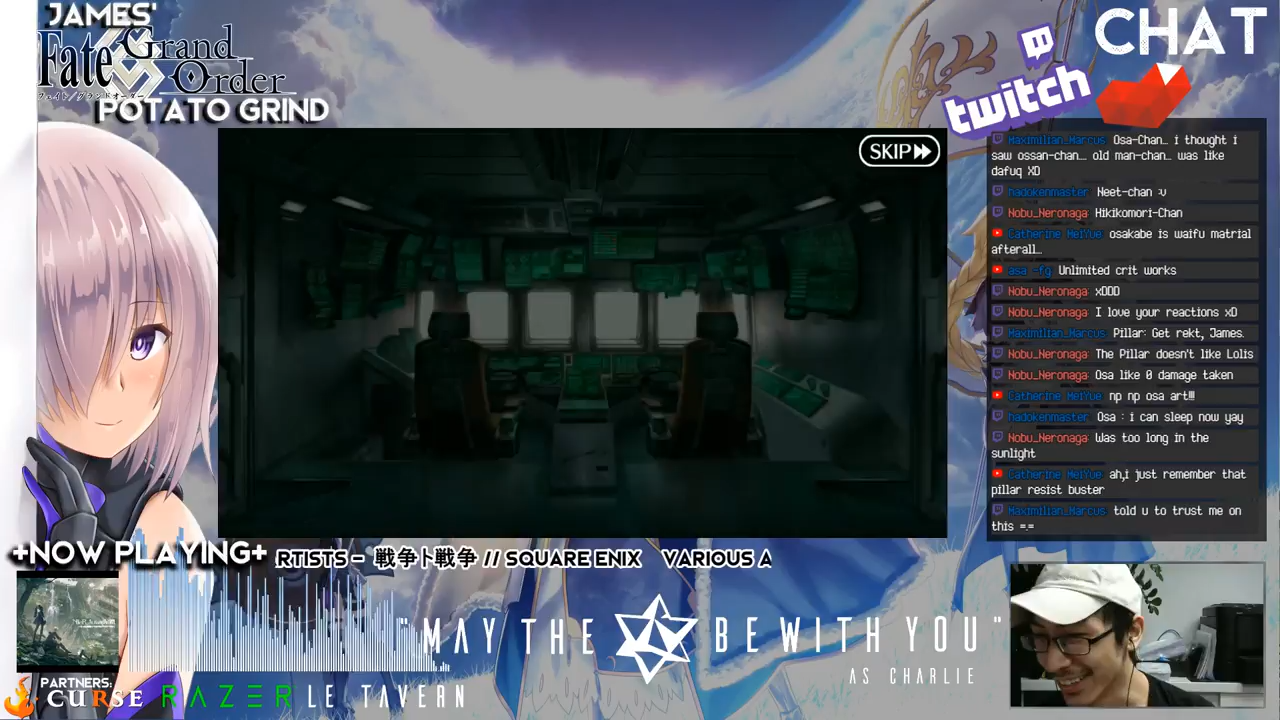 JAMES'
Fate
Grand
Order
フェイト/グランドオーダー
POTATO GRIND
CHAT
twitch
SKIP
Maximilian_Marcus: Osa-Chan... i thought i
saw ossan-chan.... old man-chan... was like
dafuq XD
hadokenmaster: Neet-chan :v
Nobu_Neronaga: Hikikomori-Chan
Catherine MeiYue: osakabe is waifu matrial
afterall...
asa -fg: Unlimited crit works
Nobu_Neronaga: xDDD
Nobu_Neronaga: I love your reactions xD
Maximilian_Marcus: Pillar: Get rekt, James.
Nobu_Neronaga: The Pillar doesn't like Lolis
Nobu_Neronaga: Osa like 0 damage taken
Catherine MeiYue: np np osa art!!!
hadokenmaster: Osa : i can sleep now yay
Nobu_Neronaga: Was too long in the
sunlight
Catherine MeiYue: ah,i just remember that
pillar resist buster
Maximilian_Marcus: told u to trust me on
this =.=
+NOW PLAYING+
RTISTS - 戦争ト戦争 // SQUARE ENIX VARIOUS A
"MAY THE BE WITH YOU"
AS CHARLIE
PARTNERS:
CURSE RAZER LE TAVERN